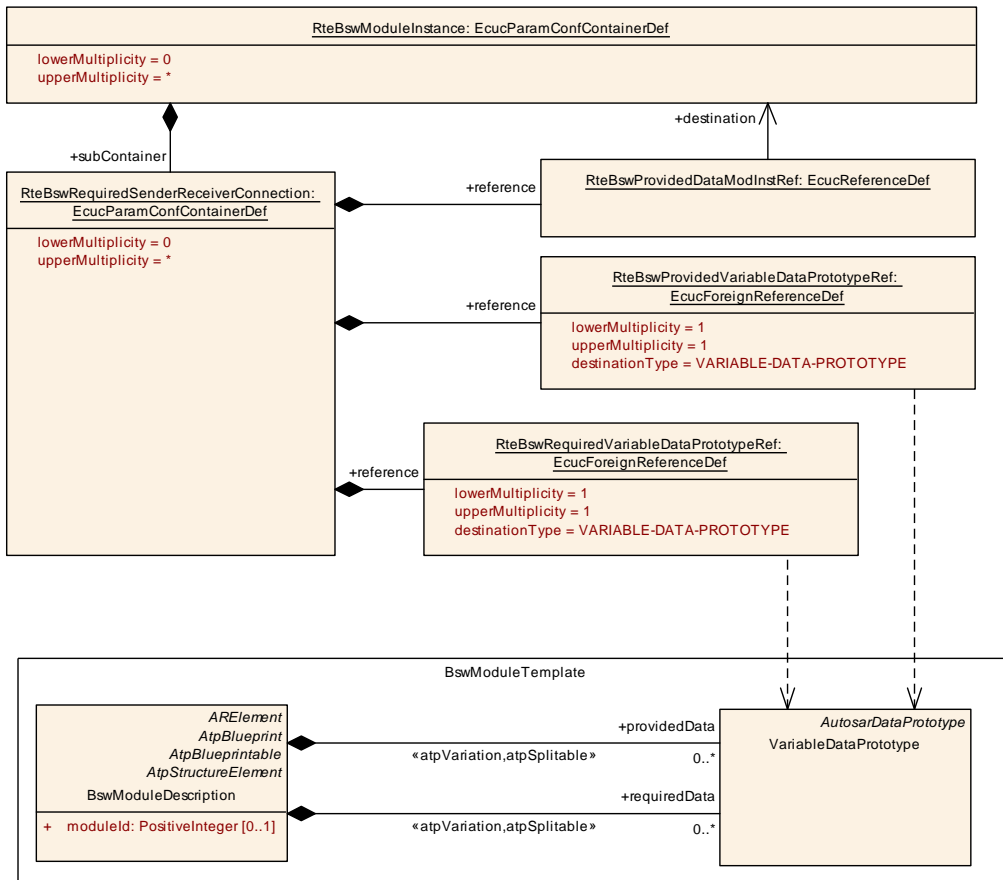 RteBswModuleInstance: EcucParamConfContainerDef
lowerMultiplicity = 0
upperMultiplicity = *
+destination
+subContainer
RteBswRequiredSenderReceiverConnection:
EcucParamConfContainerDef
lowerMultiplicity = 0
upperMultiplicity = *
+reference
RteBswProvidedDataModInstRef: EcucReferenceDef
+reference
RteBswProvidedVariableDataPrototypeRef:
EcucForeignReferenceDef
lowerMultiplicity = 1
upperMultiplicity = 1
destinationType = VARIABLE-DATA-PROTOTYPE
+reference
RteBswRequiredVariableDataPrototypeRef:
EcucForeignReferenceDef
lowerMultiplicity = 1
upperMultiplicity = 1
destinationType = VARIABLE-DATA-PROTOTYPE
BswModuleTemplate
ARElement
AtpBlueprint
AtpBlueprintable
AtpStructureElement
BswModuleDescription
+ moduleId: PositiveInteger [0..1]
+providedData
«atpVariation,atpSplitable»
0..*
+requiredData
«atpVariation,atpSplitable»
0..*
AutosarDataPrototype
VariableDataPrototype